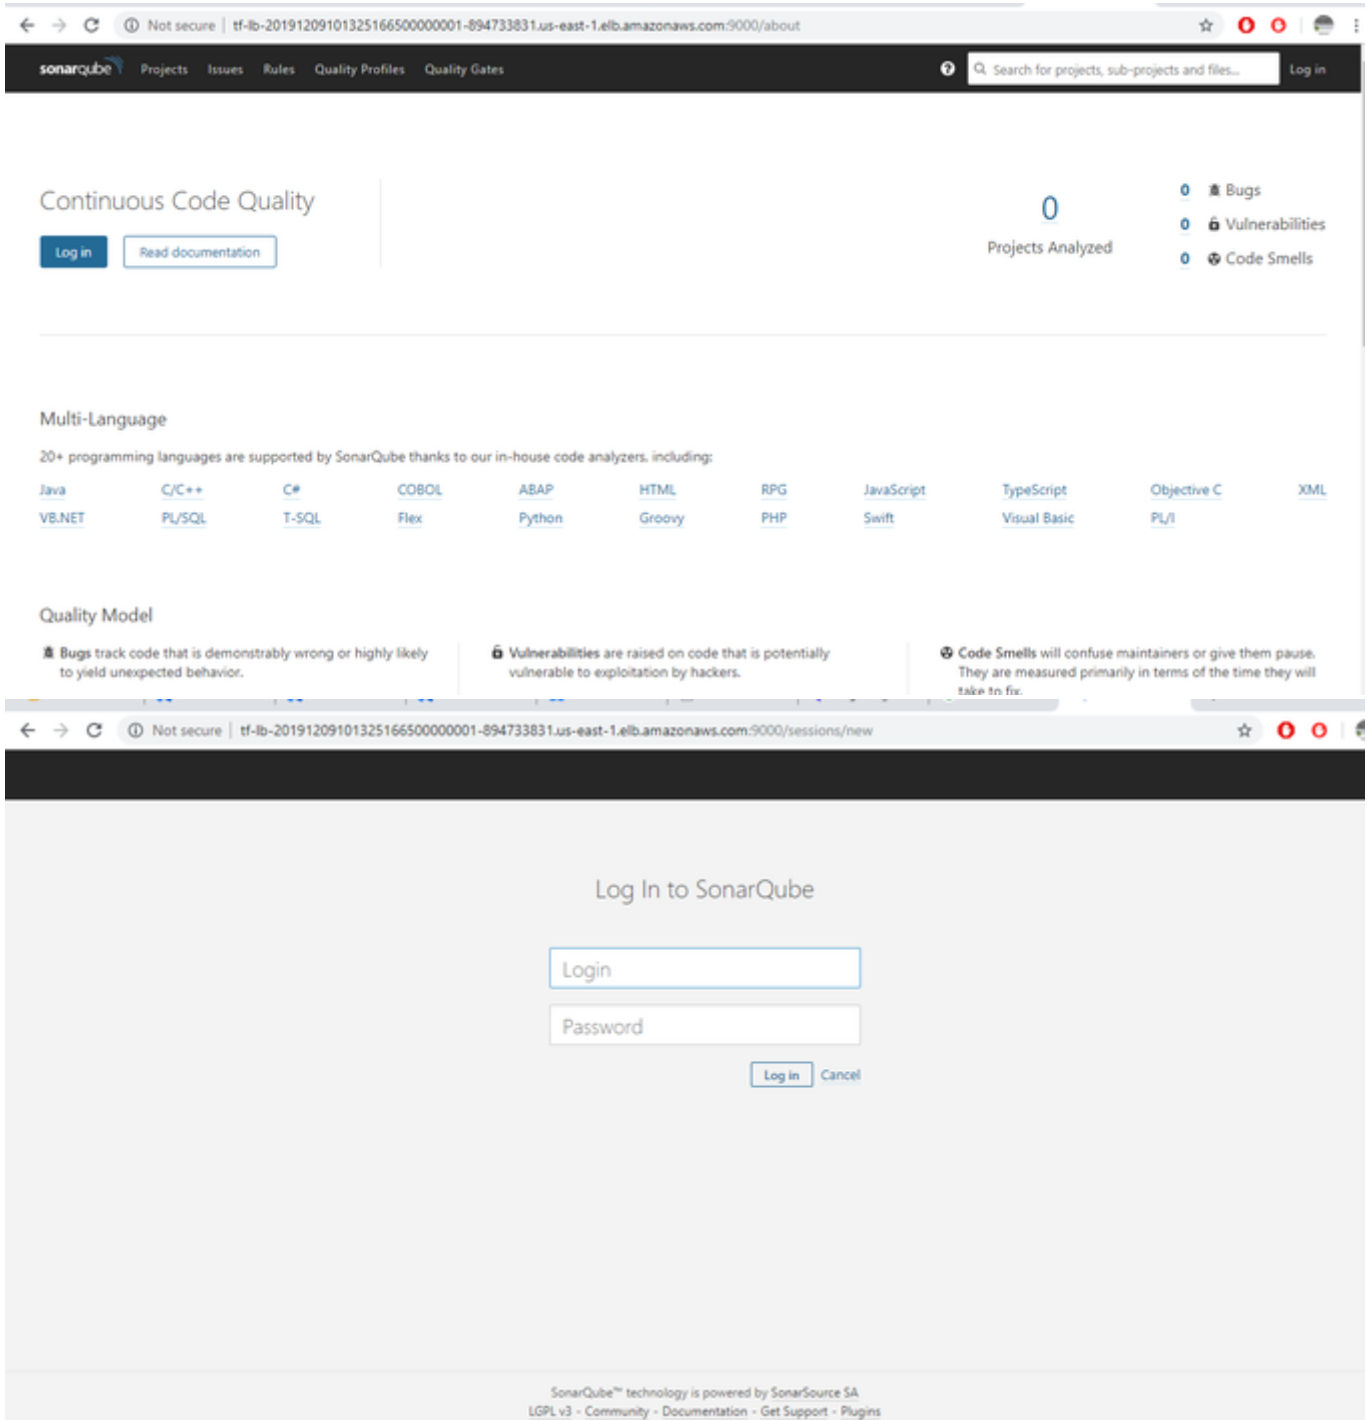 Not secure | tf-lb-20191209101325166500000001-894733831.us-east-1.elb.amazonaws.com:9000/about
sonarqube Projects Issues Rules Quality Profiles Quality Gates Search for projects, sub-projects and files... Log in
Continuous Code Quality
Log in Read documentation
0
Projects Analyzed
0 Bugs
0 Vulnerabilities
0 Code Smells
Multi-Language
20+ programming languages are supported by SonarQube thanks to our in-house code analyzers, including:
Java C/C++ C# COBOL ABAP HTML RPG JavaScript TypeScript Objective C XML
VB.NET PL/SQL T-SQL Flex Python Groovy PHP Swift Visual Basic PL/I
Quality Model
Bugs track code that is demonstrably wrong or highly likely
to yield unexpected behavior.
Vulnerabilities are raised on code that is potentially
vulnerable to exploitation by hackers.
Code Smells will confuse maintainers or give them pause.
They are measured primarily in terms of the time they will
take to fix.
Not secure | tf-lb-20191209101325166500000001-894733831.us-east-1.elb.amazonaws.com:9000/sessions/new
Log In to SonarQube
Login
Password
Log in Cancel
SonarQube™ technology is powered by SonarSource SA
LGPL v3 - Community - Documentation - Get Support - Plugins